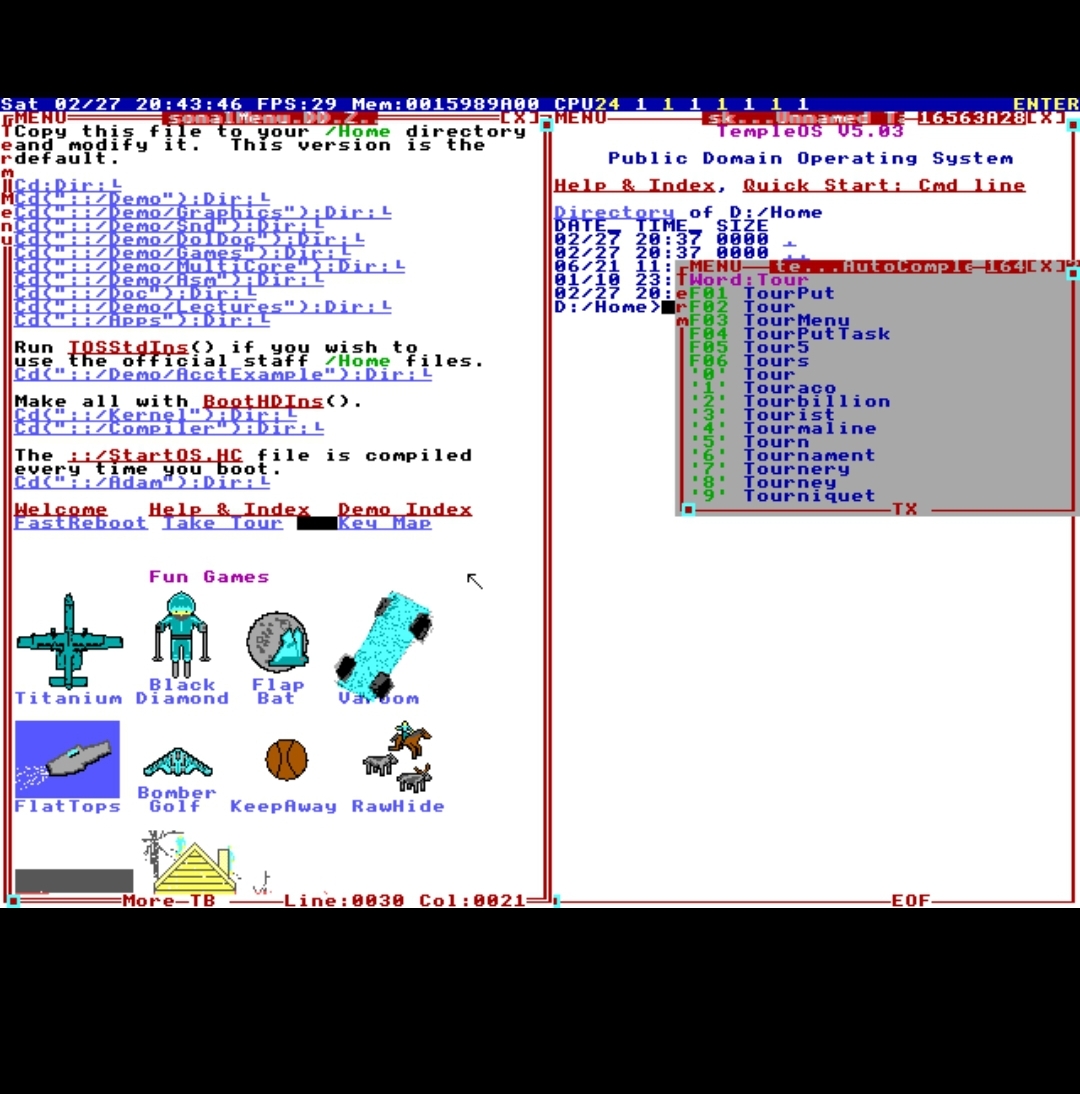 Sat 02/27 20:43:46 FPS:29 Mem:0015989A00 CPU24 1 1 1 1 1 1 1 ENTER
MENU sonalMenu.DD.Z. [X]
Term Menu
Copy this file to your /Home directory
and modify it. This version is the
default.
Cd;Dir;
Cd("::/Demo");Dir;
Cd("::/Demo/Graphics");Dir;
Cd("::/Demo/Snd");Dir;
Cd("::/Demo/DolDoc");Dir;
Cd("::/Demo/Games");Dir;
Cd("::/Demo/MultiCore");Dir;
Cd("::/Demo/Asm");Dir;
Cd("::/Doc");Dir;
Cd("::/Demo/Lectures");Dir;
Cd("::/Apps");Dir;
Run TOSStdIns() if you wish to
use the official staff /Home files.
Cd("::/Demo/AcctExample");Dir;
Make all with BootHDIns().
Cd("::/Kernel");Dir;
Cd("::/Compiler");Dir;
The ::/StartOS.HC file is compiled
every time you boot.
Cd("::/Adam");Dir;
Welcome Help & Index Demo Index
FastReboot Take Tour Key Map
Fun Games
Titanium
Black Diamond
Flap Bat
Varoom
FlatTops
Bomber Golf
KeepAway
RawHide
More TB Line:0030 Col:0021
MENU sk...Unnamed T 16563A28[X]
TempleOS V5.03
Public Domain Operating System
Help & Index, Quick Start: Cmd line
Directory of D:/Home
DATE_ TIME_ SIZE
02/27 20:37 0000 .
02/27 20:37 0000 ..
06/21 11:
01/10 23:
02/27 20:
D:/Home>
MENU te...AutoComple 164[X]
Term
Word:Tour
F01 TourPut
F02 Tour
F03 TourMenu
F04 TourPutTask
F05 Tour5
F06 Tours
'0' Tour
'1' Touraco
'2' Tourbillion
'3' Tourist
'4' Tourmaline
'5' Tourn
'6' Tournament
'7' Tournery
'8' Tourney
'9' Tourniquet
TX
EOF